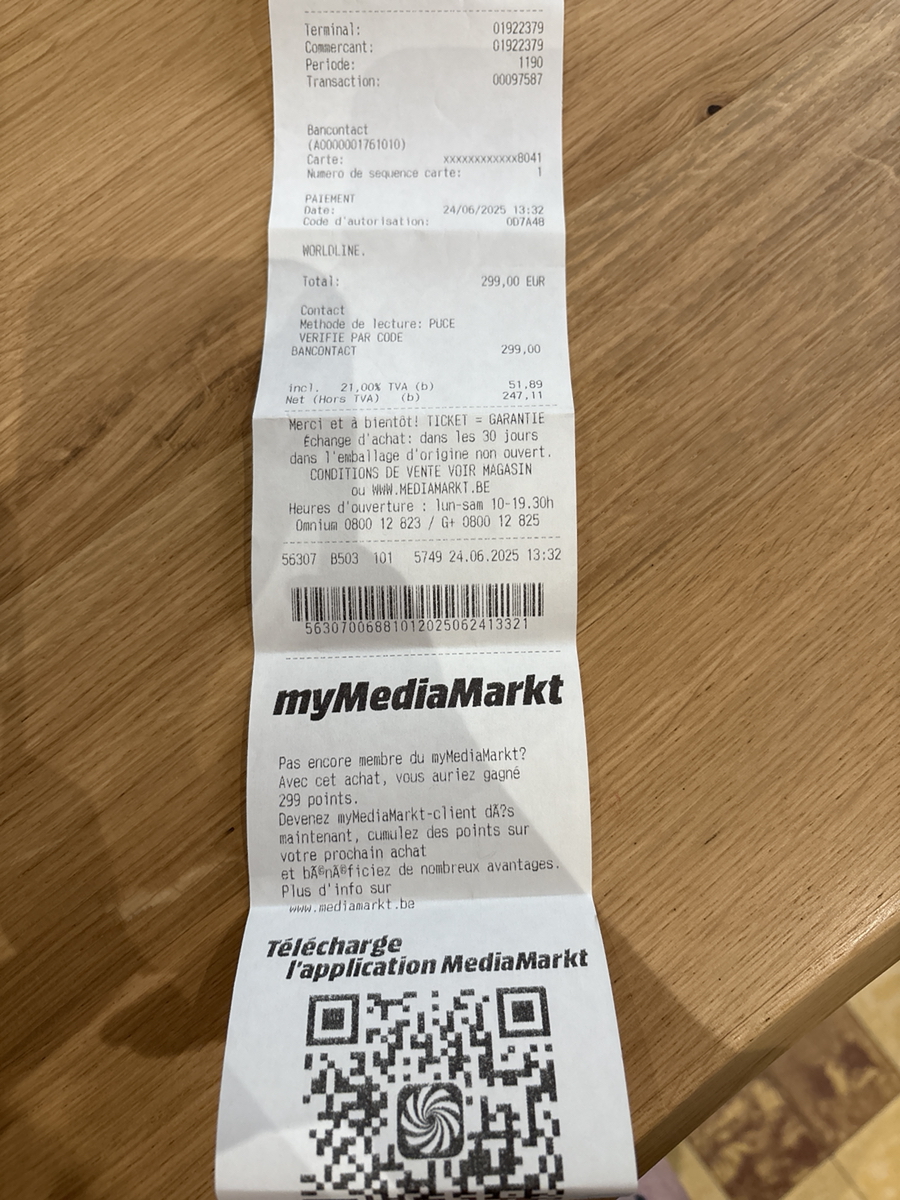 Terminal: 01922379
Commercant: 01922379
Periode: 1190
Transaction: 00097587
Bancontact
(A0000001761010)
Carte: xxxxxxxxxxxx8041
Numero de sequence carte: 1
PAIEMENT
Date: 24/06/2025 13:32
Code d'autorisation: 0D7A48
WORLDLINE.
Total: 299,00 EUR
Contact
Methode de lecture: PUCE
VERIFIE PAR CODE
BANCONTACT 299,00
incl. 21,00% TVA (b) 51,89
Net (Hors TVA) (b) 247,11
Merci et à bientôt! TICKET = GARANTIE
Échange d'achat: dans les 30 jours
dans l'emballage d'origine non ouvert.
CONDITIONS DE VENTE VOIR MAGASIN
ou WWW.MEDIAMARKT.BE
Heures d'ouverture : lun-sam 10-19.30h
Omnium 0800 12 823 / G+ 0800 12 825
56307 B503 101 5749 24.06.2025 13:32
56307006881012025062413321
myMediaMarkt
Pas encore membre du myMediaMarkt?
Avec cet achat, vous auriez gagné
299 points.
Devenez myMediaMarkt-client dÃ?s
maintenant, cumulez des points sur
votre prochain achat
et bÃ©nÃ©ficiez de nombreux avantages.
Plus d'info sur
www.mediamarkt.be
Télécharge
l'application MediaMarkt